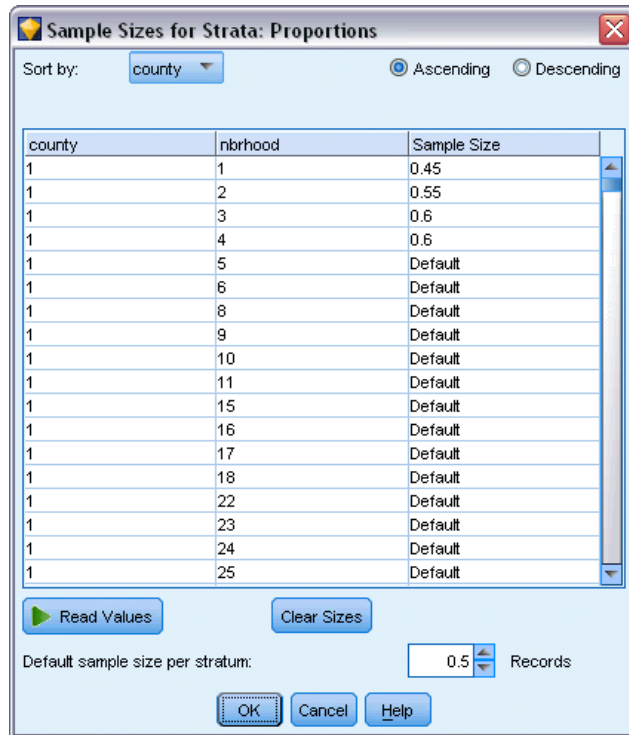 Sample Sizes for Strata: Proportions
Sort by: county Ascending Descending
county nbrhood Sample Size
1 1 0.45
1 2 0.55
1 3 0.6
1 4 0.6
1 5 Default
1 6 Default
1 8 Default
1 9 Default
1 10 Default
1 11 Default
1 15 Default
1 16 Default
1 17 Default
1 18 Default
1 22 Default
1 23 Default
1 24 Default
1 25 Default
Read Values Clear Sizes
Default sample size per stratum: 0.5 Records
OK Cancel Help